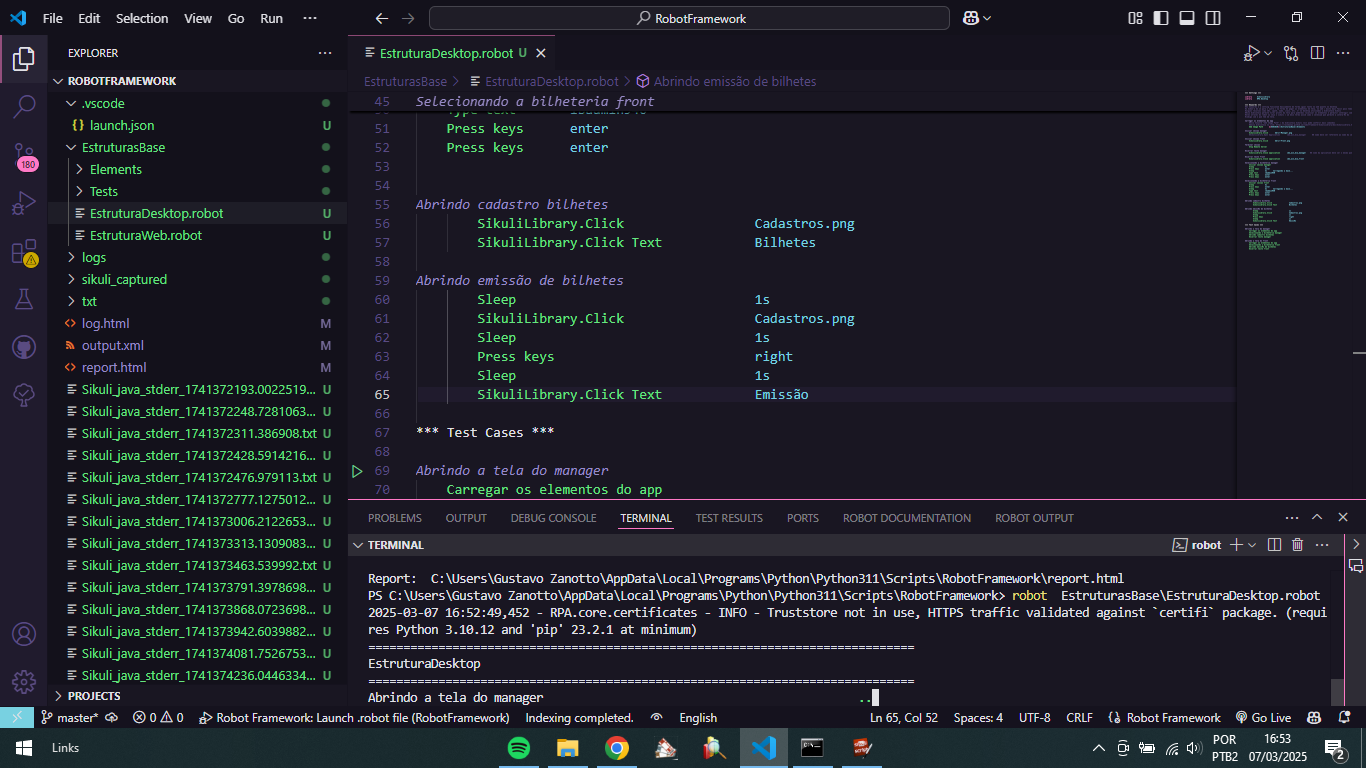 File Edit Selection View Go Run ···
RobotFramework
EXPLORER
ROBOTFRAMEWORK
.vscode
launch.json U
EstruturasBase
Elements
Tests
EstruturaDesktop.robot U
EstruturaWeb.robot U
logs
sikuli_captured
txt
log.html M
output.xml M
report.html M
Sikuli_java_stderr_1741372193.0022519... U
Sikuli_java_stderr_1741372248.7281063... U
Sikuli_java_stderr_1741372311.386908.txt U
Sikuli_java_stderr_1741372428.5914216... U
Sikuli_java_stderr_1741372476.979113.txt U
Sikuli_java_stderr_1741372777.1275012... U
Sikuli_java_stderr_1741373006.2122653... U
Sikuli_java_stderr_1741373313.1309083... U
Sikuli_java_stderr_1741373463.539992.txt U
Sikuli_java_stderr_1741373791.3978698... U
Sikuli_java_stderr_1741373868.0723698... U
Sikuli_java_stderr_1741373942.6039882... U
Sikuli_java_stderr_1741374081.7526753... U
Sikuli_java_stderr_1741374236.0446334... U
PROJECTS
180
EstruturaDesktop.robot U
EstruturasBase > EstruturaDesktop.robot > Abrindo emissão de bilhetes
45 Selecionando a bilheteria front
51 Press keys enter
52 Press keys enter
53
54
55 Abrindo cadastro bilhetes
56 SikuliLibrary.Click Cadastros.png
57 SikuliLibrary.Click Text Bilhetes
58
59 Abrindo emissão de bilhetes
60 Sleep 1s
61 SikuliLibrary.Click Cadastros.png
62 Sleep 1s
63 Press keys right
64 Sleep 1s
65 SikuliLibrary.Click Text Emissão
66
67 *** Test Cases ***
68
69 Abrindo a tela do manager
70 Carregar os elementos do app
PROBLEMS OUTPUT DEBUG CONSOLE TERMINAL TEST RESULTS PORTS ROBOT DOCUMENTATION ROBOT OUTPUT
TERMINAL
robot
Report: C:\Users\Gustavo Zanotto\AppData\Local\Programs\Python\Python311\Scripts\RobotFramework\report.html
PS C:\Users\Gustavo Zanotto\AppData\Local\Programs\Python\Python311\Scripts\RobotFramework> robot EstruturasBase\EstruturaDesktop.robot
2025-03-07 16:52:49,452 - RPA.core.certificates - INFO - Truststore not in use, HTTPS traffic validated against `certifi` package. (requi
res Python 3.10.12 and 'pip' 23.2.1 at minimum)
==============================================================================
EstruturaDesktop
==============================================================================
Abrindo a tela do manager ..
master* 0 0 Robot Framework: Launch .robot file (RobotFramework) Indexing completed. English Ln 65, Col 52 Spaces: 4 UTF-8 CRLF Robot Framework Go Live
Links
POR
PTB2
16:53
07/03/2025
2